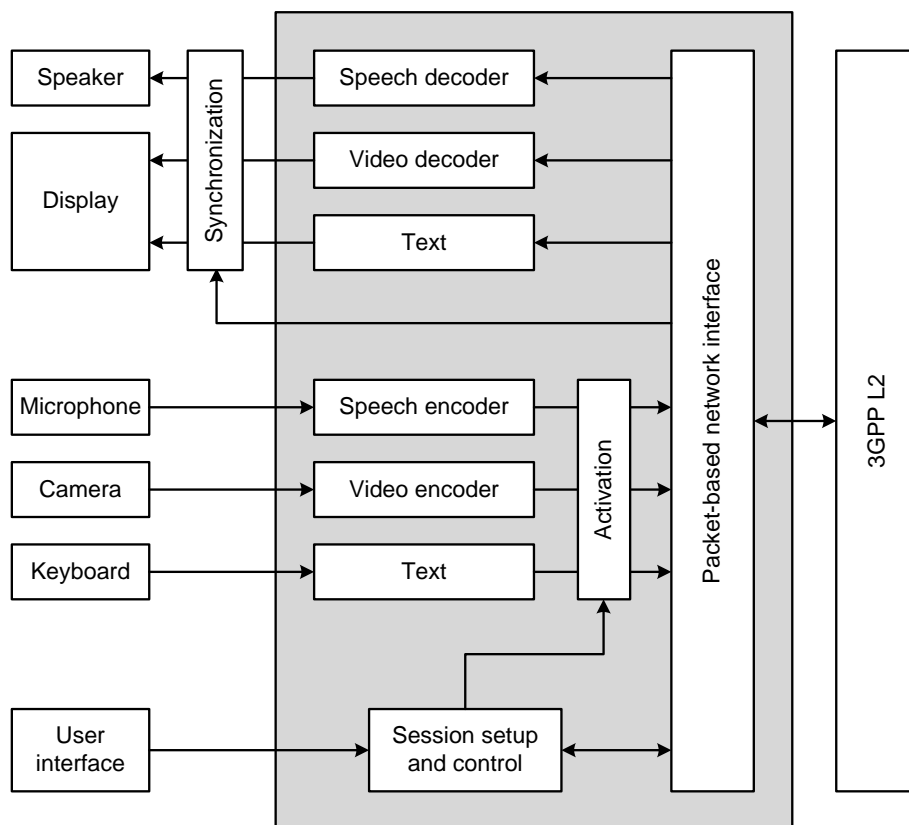 Speaker
Speech decoder
Synchronization
Video decoder
Display
Text
Packet-based network interface
3GPP L2
Microphone
Speech encoder
Activation
Camera
Video encoder
Keyboard
Text
User
interface
Session setup
and control